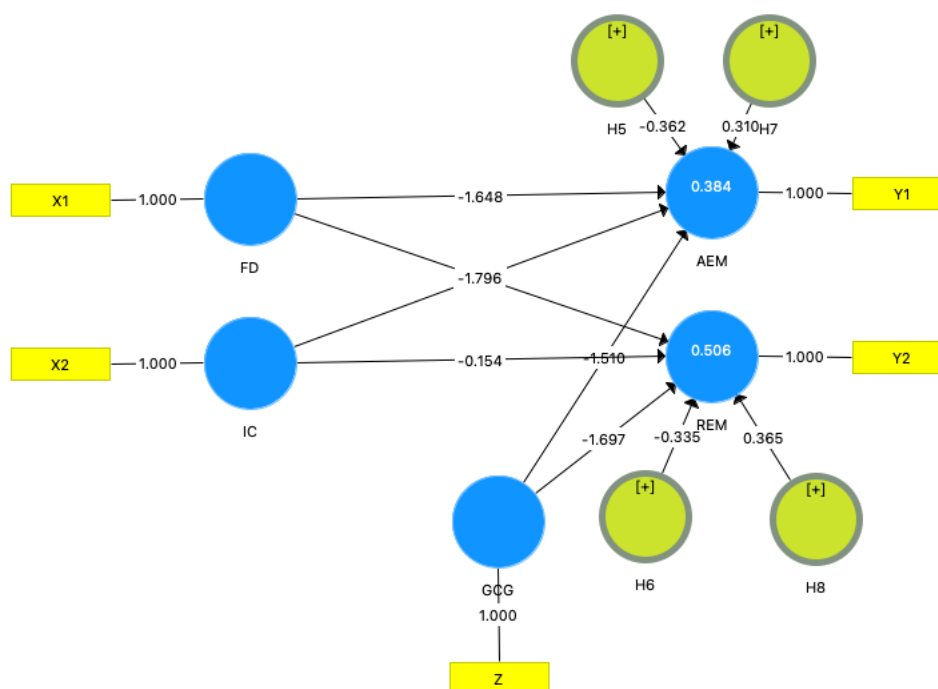 [+]
[+]
H5
-0.362
0.310
H7
X1
1.000
FD
-1.648
0.384
AEM
1.000
Y1
-1.796
X2
1.000
IC
-0.154
-1.510
0.506
REM
1.000
Y2
-1.697
-0.335
0.365
[+]
[+]
GCG
H6
H8
1.000
Z